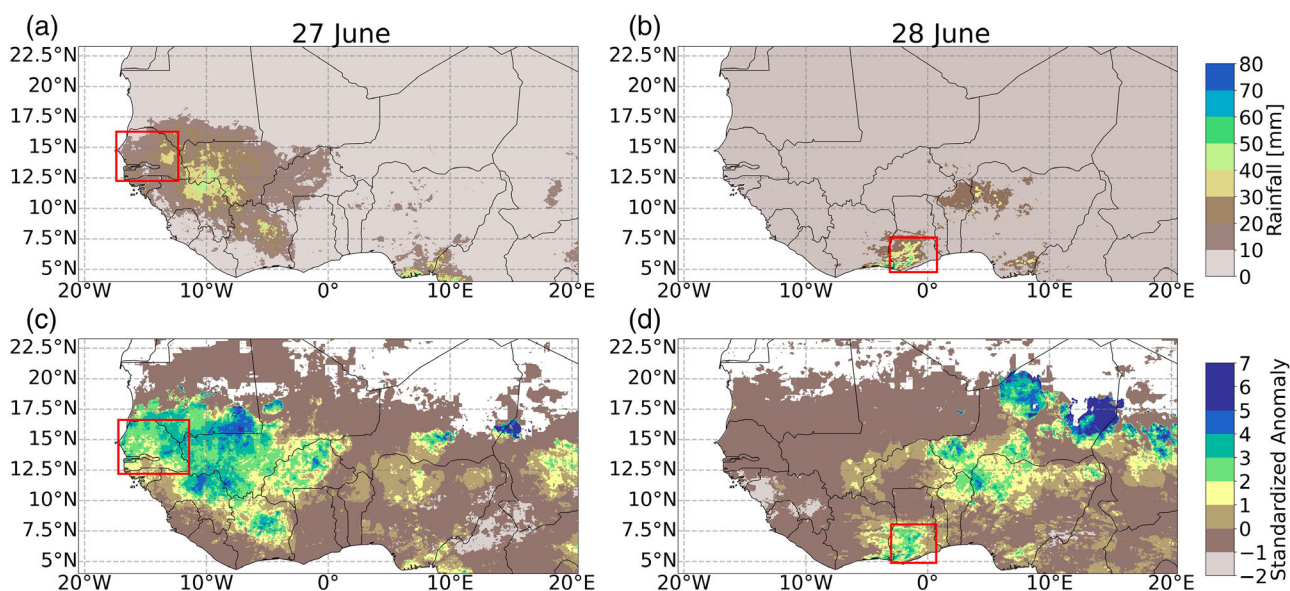 (a)
27 June
(b)
28 June
22.5°N
20°N
17.5°N
15°N
12.5°N
10°N
7.5°N
5°N
20°W
10°W
0°
10°E
20°E
22.5°N
20°N
17.5°N
15°N
12.5°N
10°N
7.5°N
5°N
20°W
10°W
0°
10°E
20°E
80
70
60
50
40
30
20
10
0
Rainfall [mm]
(c)
(d)
22.5°N
20°N
17.5°N
15°N
12.5°N
10°N
7.5°N
5°N
20°W
10°W
0°
10°E
20°E
22.5°N
20°N
17.5°N
15°N
12.5°N
10°N
7.5°N
5°N
20°W
10°W
0°
10°E
20°E
7
6
5
4
3
2
1
0
−1
−2
Standardized Anomaly